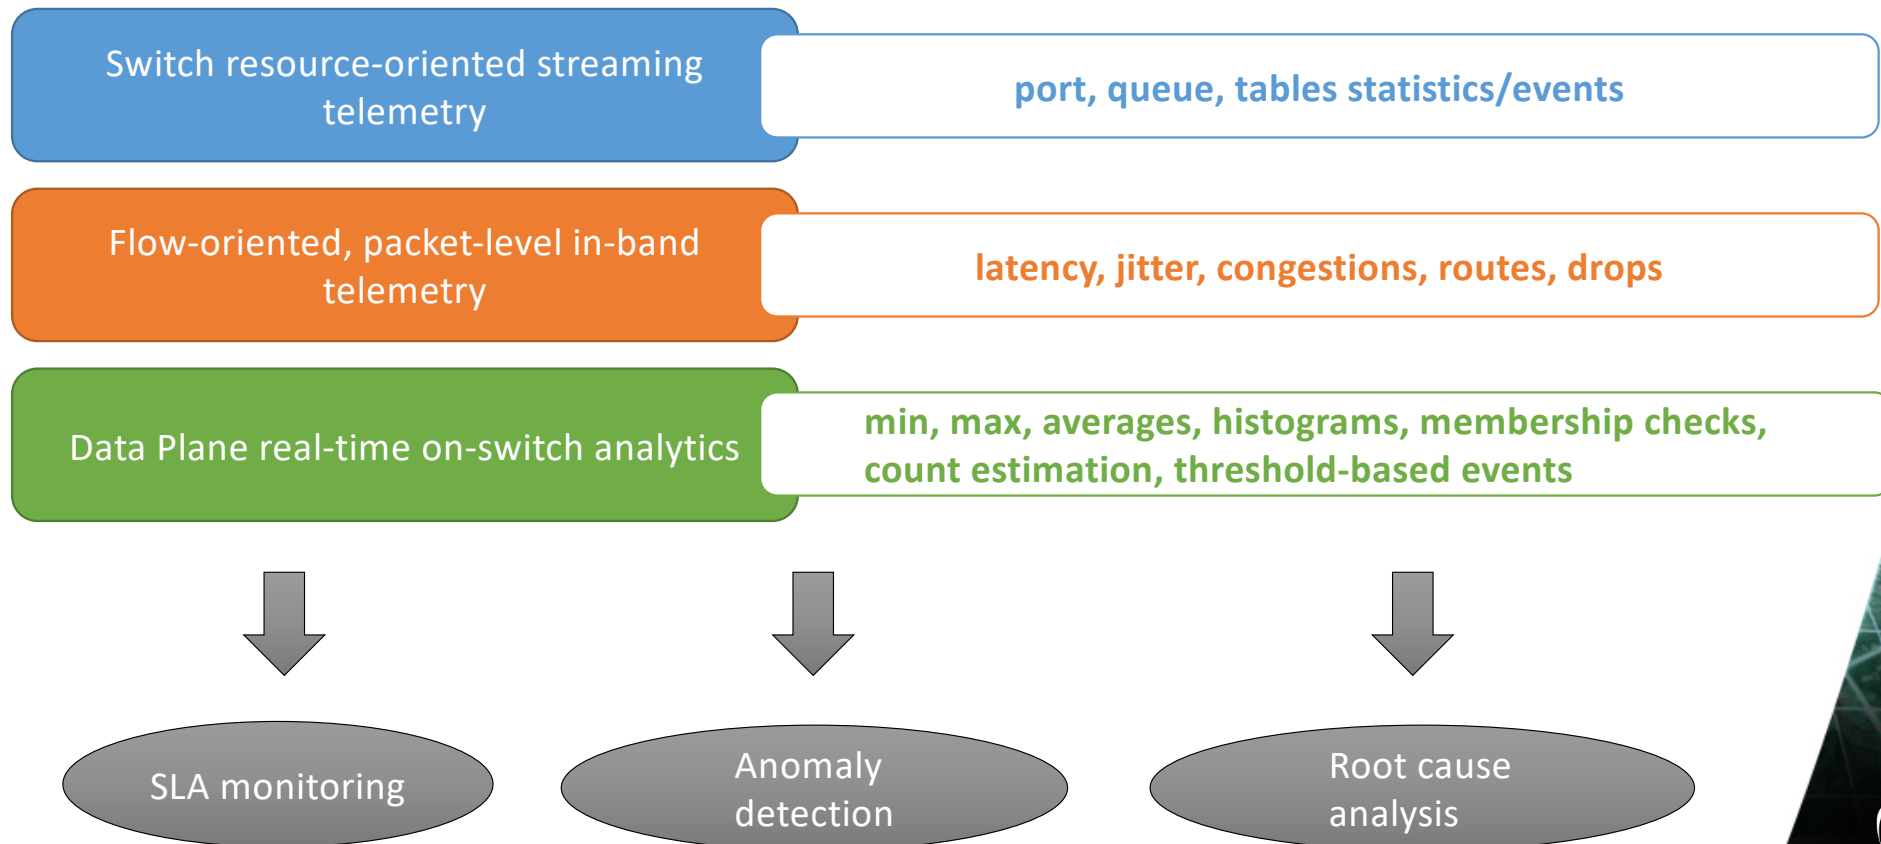 Switch resource-oriented streaming
telemetry
port, queue, tables statistics/events
Flow-oriented, packet-level in-band
telemetry
latency, jitter, congestions, routes, drops
Data Plane real-time on-switch analytics
min, max, averages, histograms, membership checks,
count estimation, threshold-based events
SLA monitoring
Anomaly
detection
Root cause
analysis